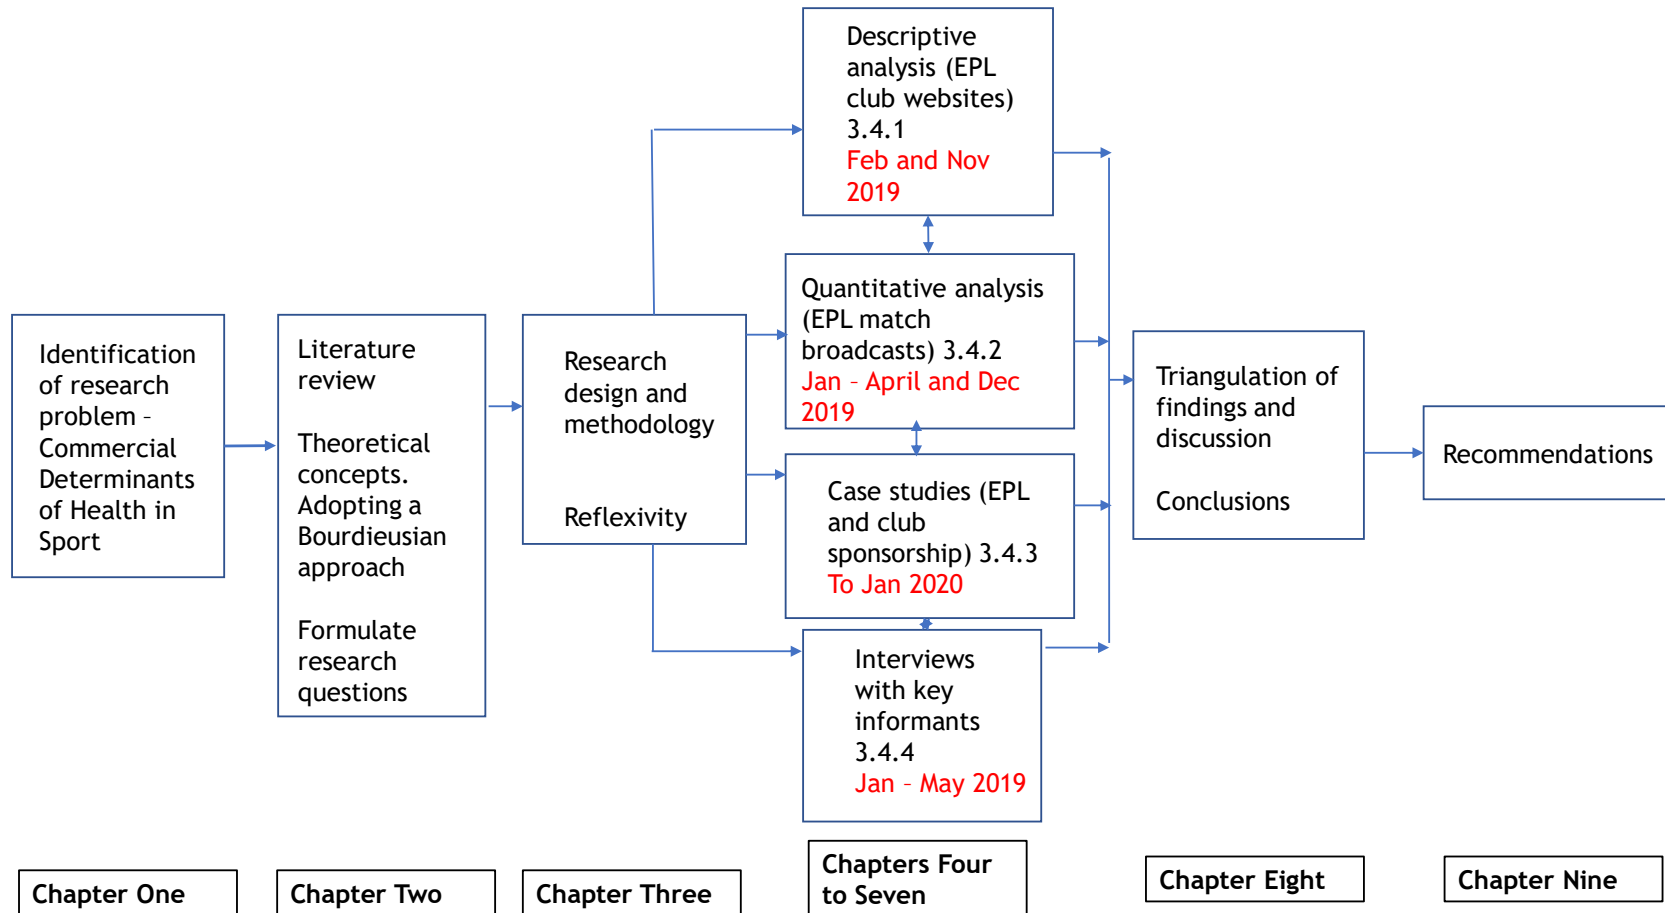 Identification
of research
problem –
Commercial
Determinants
of Health in
Sport
Literature
review
Theoretical
concepts.
Adopting a
Bourdieusian
approach
Formulate
research
questions
Research
design and
methodology
Reflexivity
Descriptive
analysis (EPL
club websites)
3.4.1
Feb and Nov
2019
Quantitative analysis
(EPL match
broadcasts) 3.4.2
Jan – April and Dec
2019
Case studies (EPL
and club
sponsorship) 3.4.3
To Jan 2020
Interviews
with key
informants
3.4.4
Jan – May 2019
Triangulation of
findings and
discussion
Conclusions
Recommendations
Chapter One
Chapter Two
Chapter Three
Chapters Four
to Seven
Chapter Eight
Chapter Nine